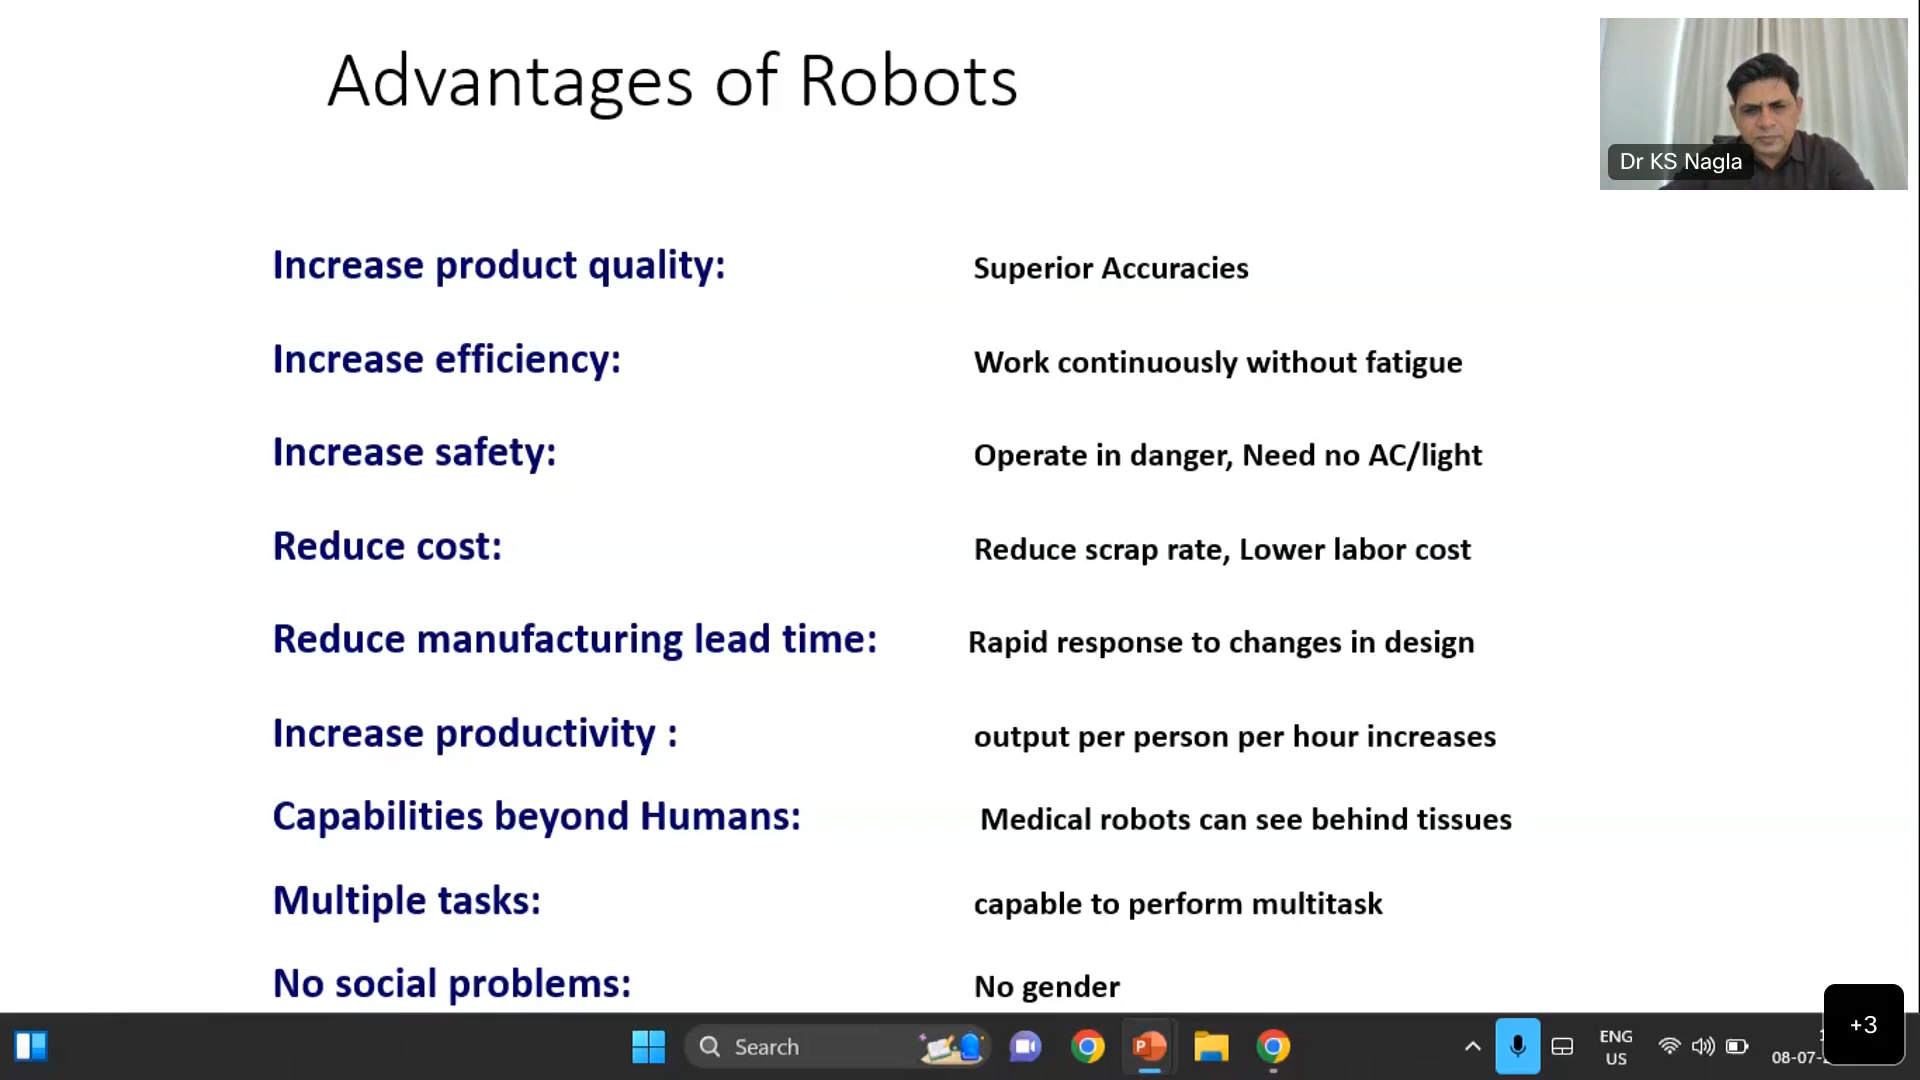 Advantages of Robots
Dr KS Nagla
Increase product quality: Superior Accuracies
Increase efficiency: Work continuously without fatigue
Increase safety: Operate in danger, Need no AC/light
Reduce cost: Reduce scrap rate, Lower labor cost
Reduce manufacturing lead time: Rapid response to changes in design
Increase productivity : output per person per hour increases
Capabilities beyond Humans: Medical robots can see behind tissues
Multiple tasks: capable to perform multitask
No social problems: No gender
Search
ENG
US
08-07-
+3